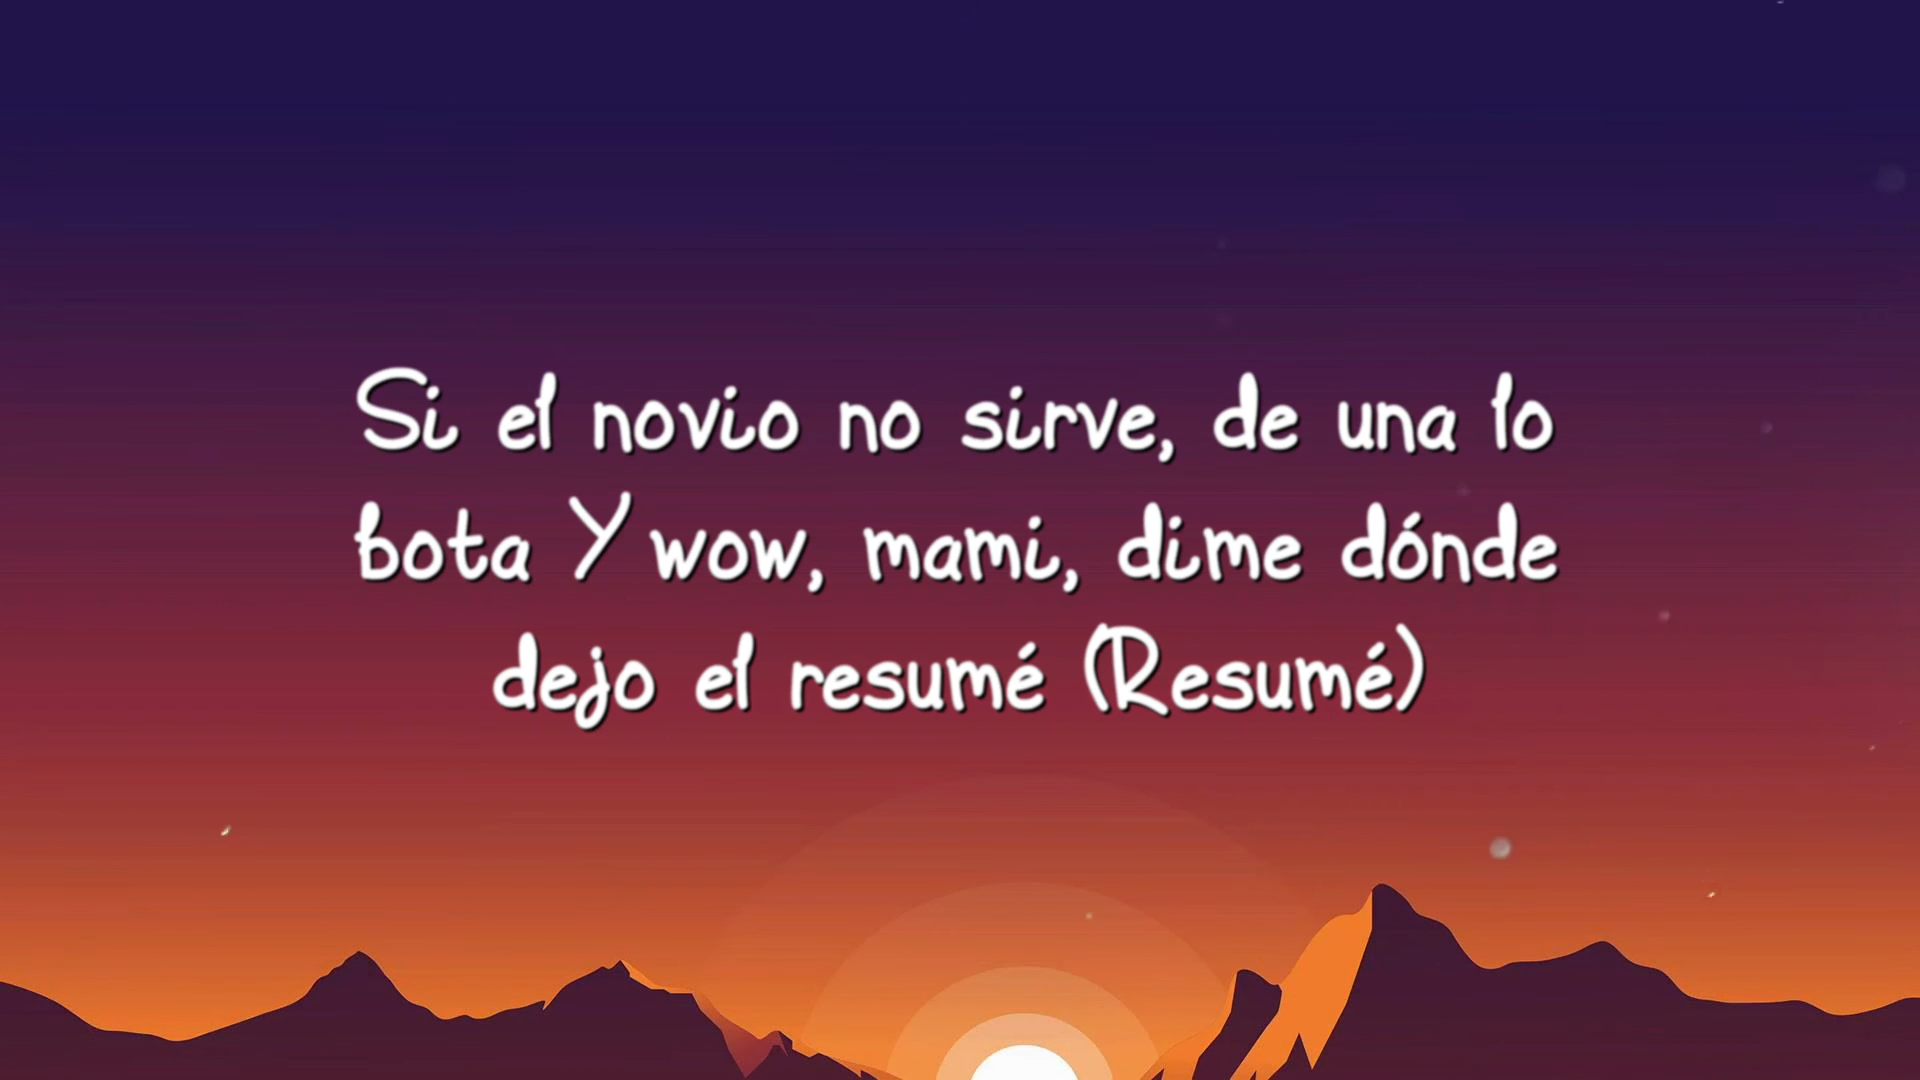 Si el novio no sirve, de una lo
bota Y wow, mami, dime dónde
dejo el resumé (Resumé)